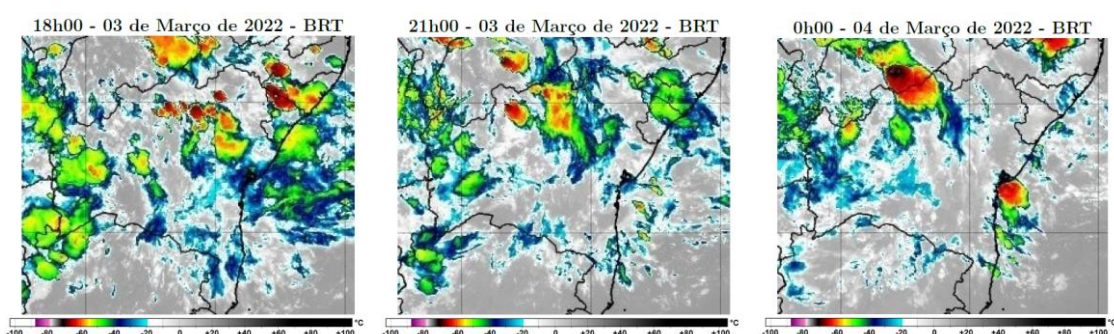 18h00 - 03 de Março de 2022 - BRT
21h00 - 03 de Março de 2022 - BRT
0h00 - 04 de Março de 2022 - BRT
-100 -80 -60 -40 -20 0 +20 +40 +60 +80 +100 °C
-100 -80 -60 -40 -20 0 +20 +40 +60 +80 +100 °C
-100 -80 -60 -40 -20 0 +20 +40 +60 +80 +100 °C